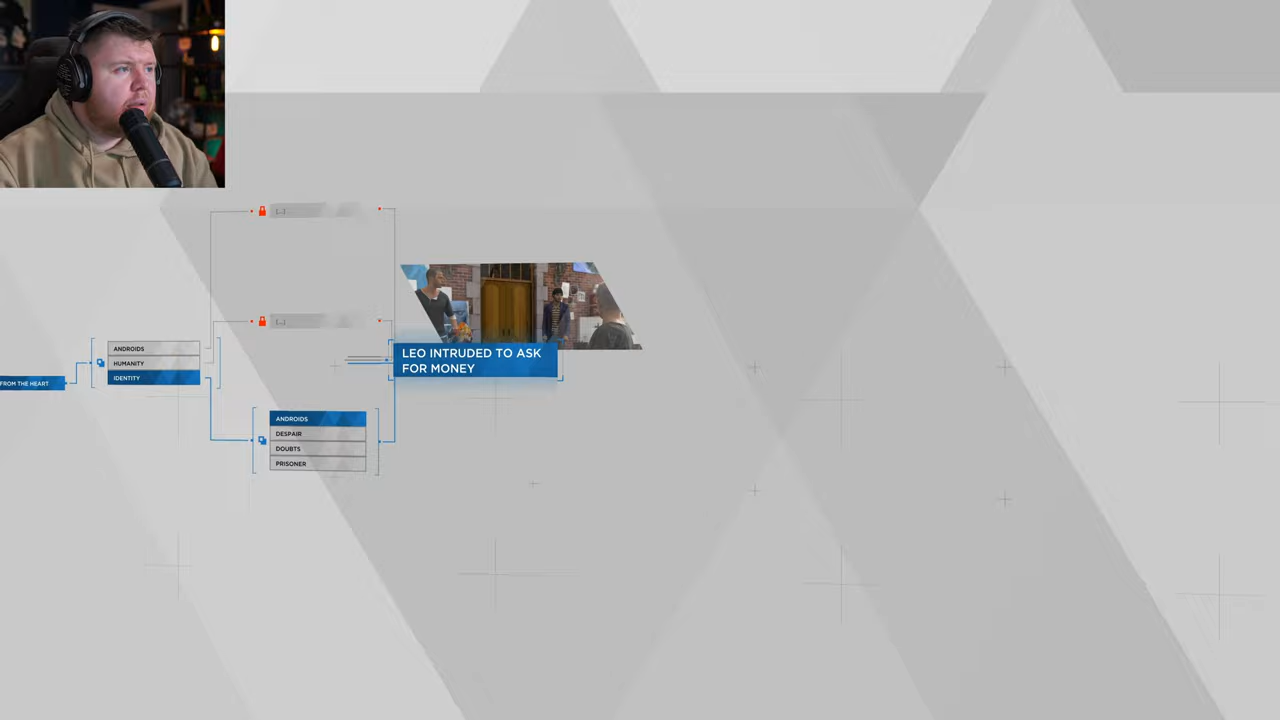 [...]
[...]
LEO INTRUDED TO ASK
FOR MONEY
ANDROIDS
HUMANITY
IDENTITY
FROM THE HEART
ANDROIDS
DESPAIR
DOUBTS
PRISONER